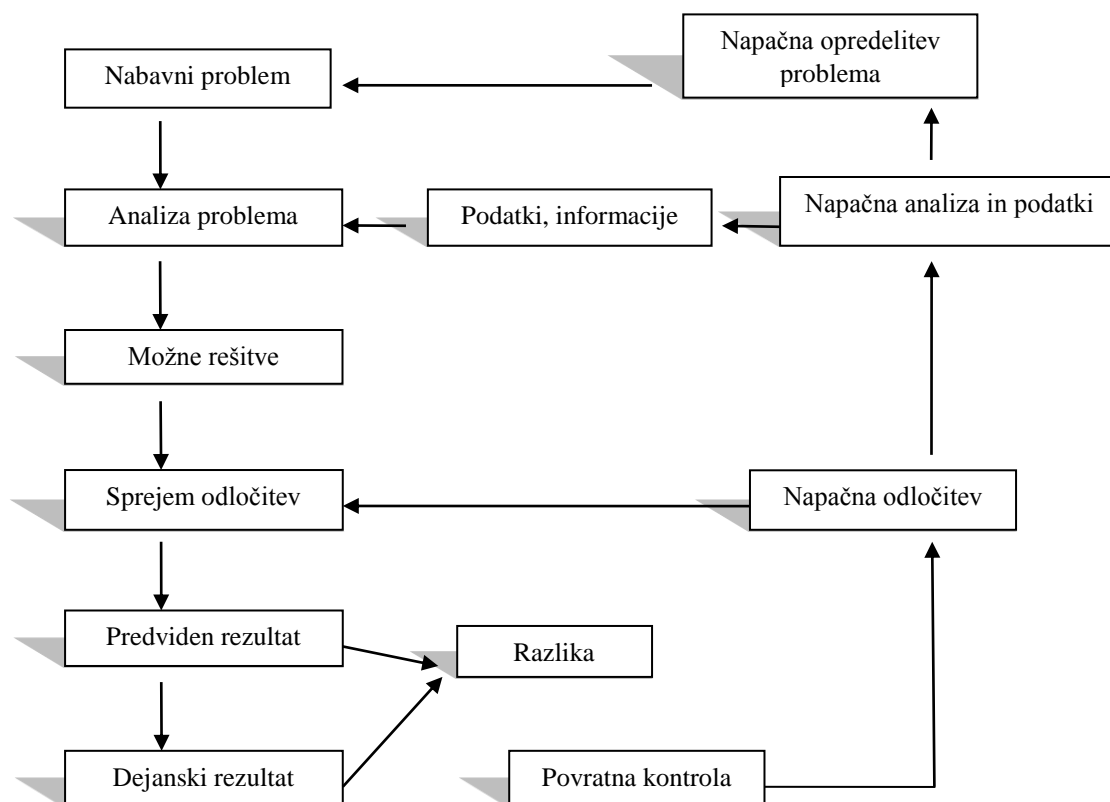 Napačna opredelitev
problema
Nabavni problem
Analiza problema
Podatki, informacije
Napačna analiza in podatki
Možne rešitve
Sprejem odločitev
Napačna odločitev
Predviden rezultat
Razlika
Dejanski rezultat
Povratna kontrola